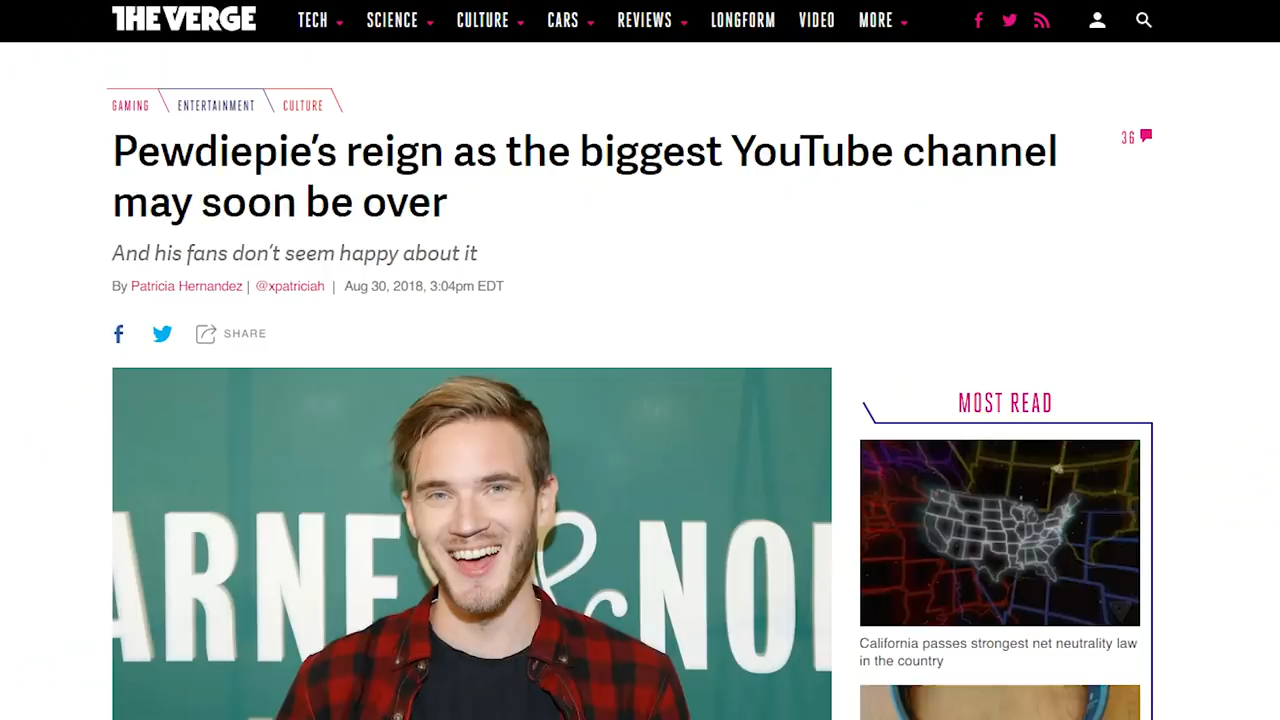 THE VERGE TECH SCIENCE CULTURE CARS REVIEWS LONGFORM VIDEO MORE
GAMING ENTERTAINMENT CULTURE
Pewdiepie’s reign as the biggest YouTube channel
may soon be over
36
And his fans don’t seem happy about it
By Patricia Hernandez | @xpatriciah | Aug 30, 2018, 3:04pm EDT
SHARE
MOST READ
ARNE & NO
California passes strongest net neutrality law
in the country